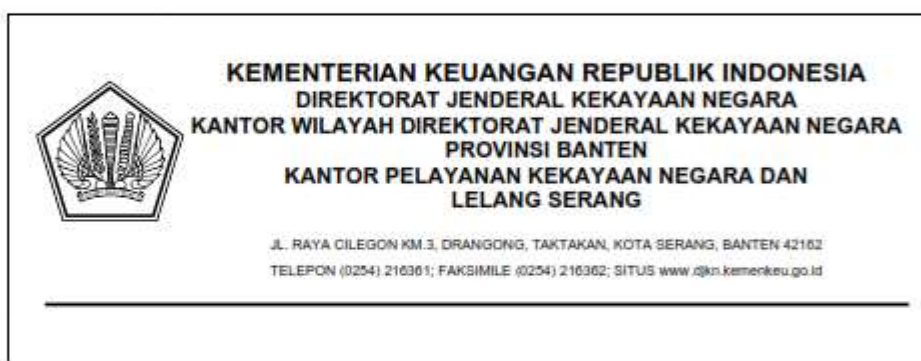 KEMENTERIAN KEUANGAN REPUBLIK INDONESIA
DIREKTORAT JENDERAL KEKAYAAN NEGARA
KANTOR WILAYAH DIREKTORAT JENDERAL KEKAYAAN NEGARA
PROVINSI BANTEN
KANTOR PELAYANAN KEKAYAAN NEGARA DAN
LELANG SERANG
JL. RAYA CILEGON KM.3, DRANGONG, TAKTAKAN, KOTA SERANG, BANTEN 42162
TELEPON (0254) 216361; FAKSIMILE (0254) 216362; SITUS www.djkn.kemenkeu.go.id